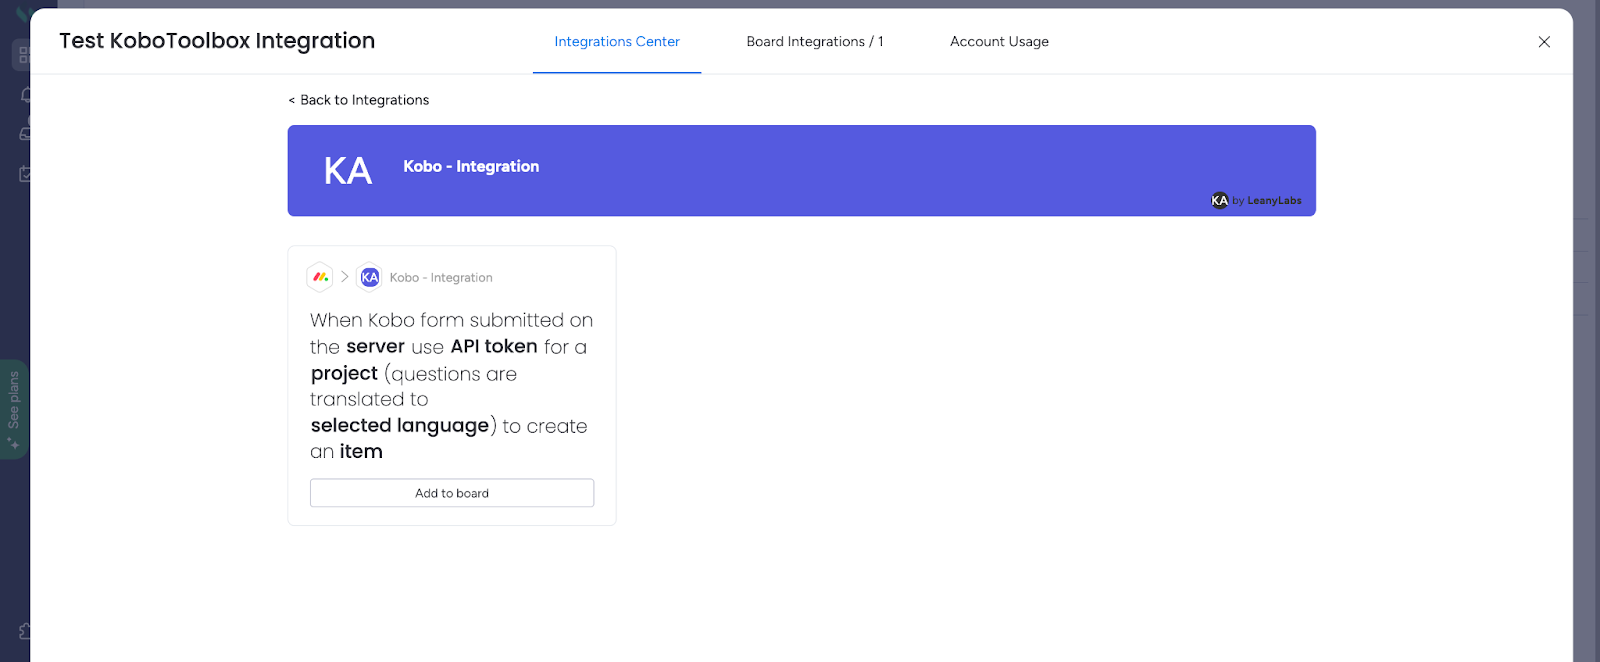 Test KoboToolbox Integration
Integrations Center
Board Integrations / 1
Account Usage
< Back to Integrations
KA
Kobo - Integration
KA by LeanyLabs
KA Kobo - Integration
When Kobo form submitted on
the server use API token for a
project (questions are
translated to
selected language) to create
an item
Add to board
See plans